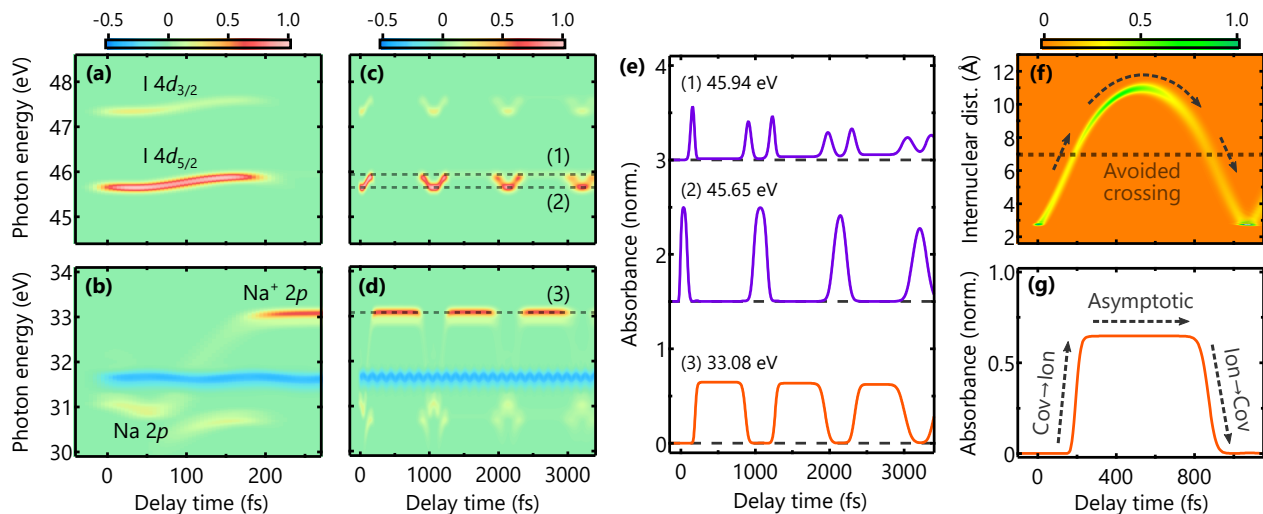 -0.5 0 0.5 1.0
-0.5 0 0.5 1.0
0 0.5 1.0
(a)
I 4d3/2
I 4d5/2
Photon energy (eV)
48
47
46
45
(c)
(1)
(2)
(b)
Na+ 2p
Na 2p
Photon energy (eV)
34
33
32
31
30
0 100 200
Delay time (fs)
(d)
(3)
0 1000 2000 3000
Delay time (fs)
(e)
(1) 45.94 eV
(2) 45.65 eV
(3) 33.08 eV
Absorbance (norm.)
4
3
2
1
0
0 1000 2000 3000
Delay time (fs)
(f)
Avoided
crossing
Internuclear dist. (Å)
12
10
8
6
4
2
(g)
Asymptotic
Cov→Ion
Ion→Cov
Absorbance (norm.)
1.0
0.5
0.0
0 400 800
Delay time (fs)